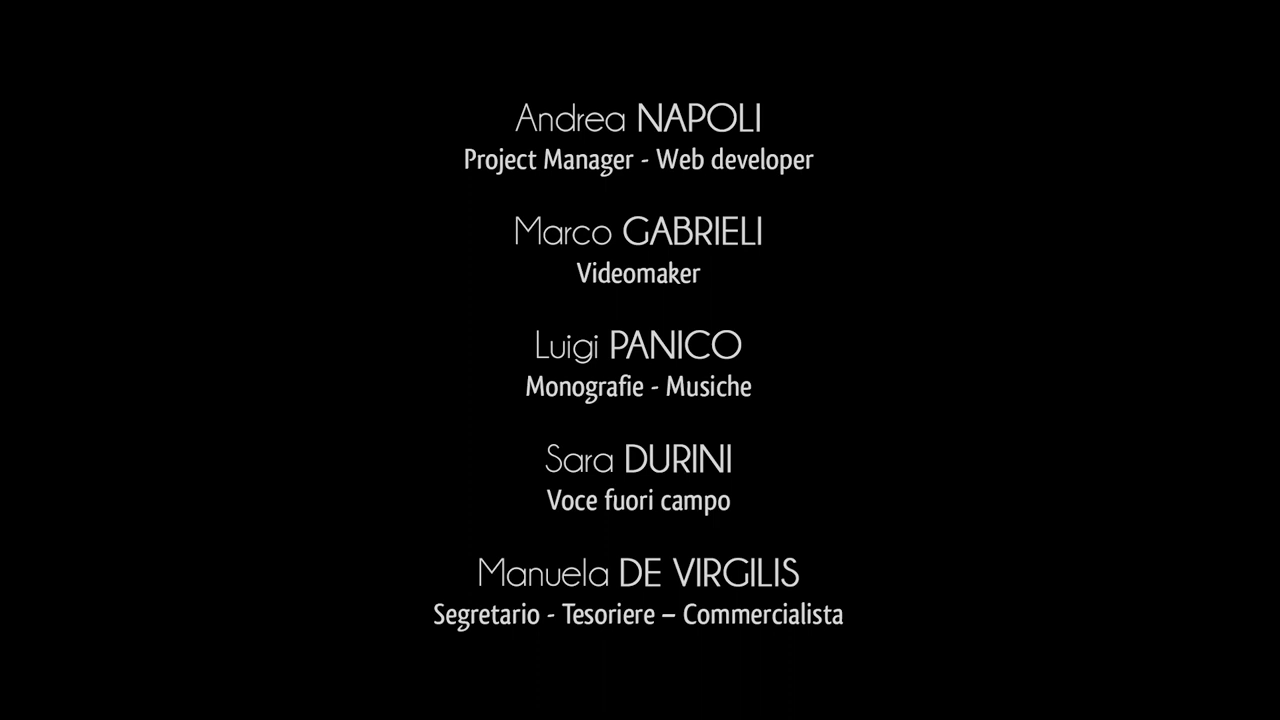 Andrea NAPOLI
Project Manager - Web developer
Marco GABRIELI
Videomaker
Luigi PANICO
Monografie - Musiche
Sara DURINI
Voce fuori campo
Manuela DE VIRGILIS
Segretario - Tesoriere – Commercialista